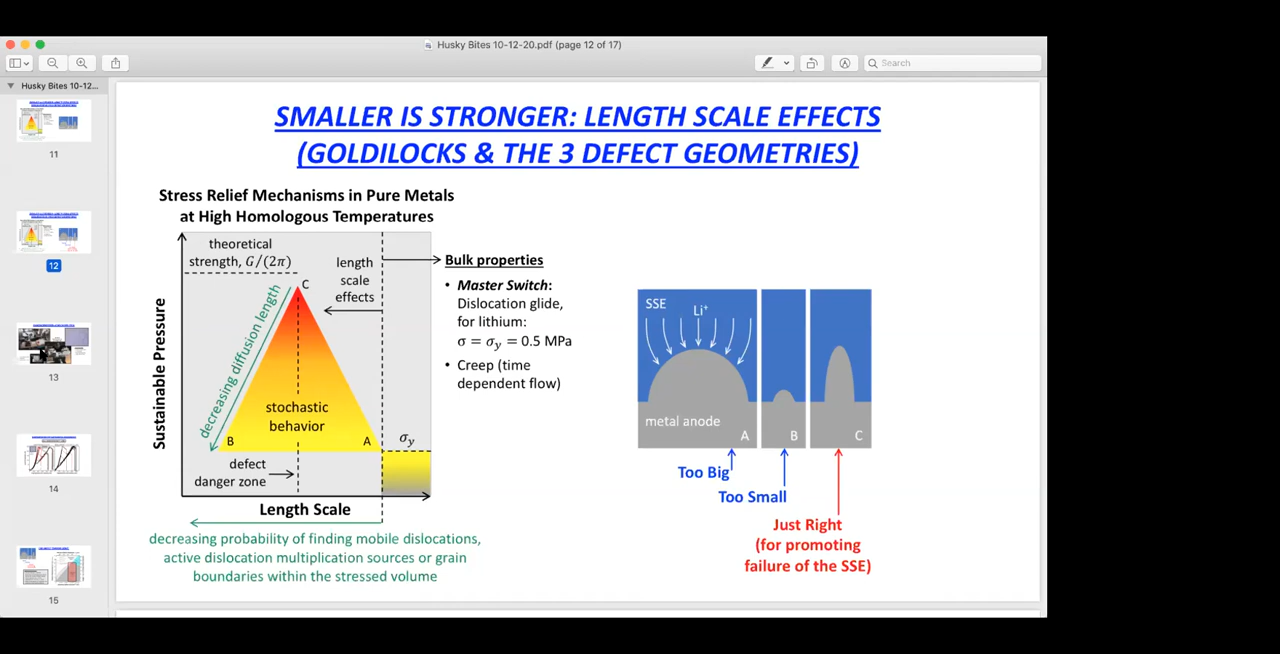 Husky Bites 10-12-20.pdf (page 12 of 17)
Search
Husky Bites 10-12...
11
12
13
14
15
SMALLER IS STRONGER: LENGTH SCALE EFFECTS
(GOLDILOCKS & THE 3 DEFECT GEOMETRIES)
Stress Relief Mechanisms in Pure Metals
at High Homologous Temperatures
Sustainable Pressure
theoretical
strength, G/(2π)
C
length
scale
effects
decreasing diffusion length
stochastic
behavior
B
A
σy
defect
danger zone
Length Scale
decreasing probability of finding mobile dislocations,
active dislocation multiplication sources or grain
boundaries within the stressed volume
Bulk properties
• Master Switch:
Dislocation glide,
for lithium:
σ = σy = 0.5 MPa
• Creep (time
dependent flow)
SSE
Li+
metal anode
A
B
C
Too Big
Too Small
Just Right
(for promoting
failure of the SSE)